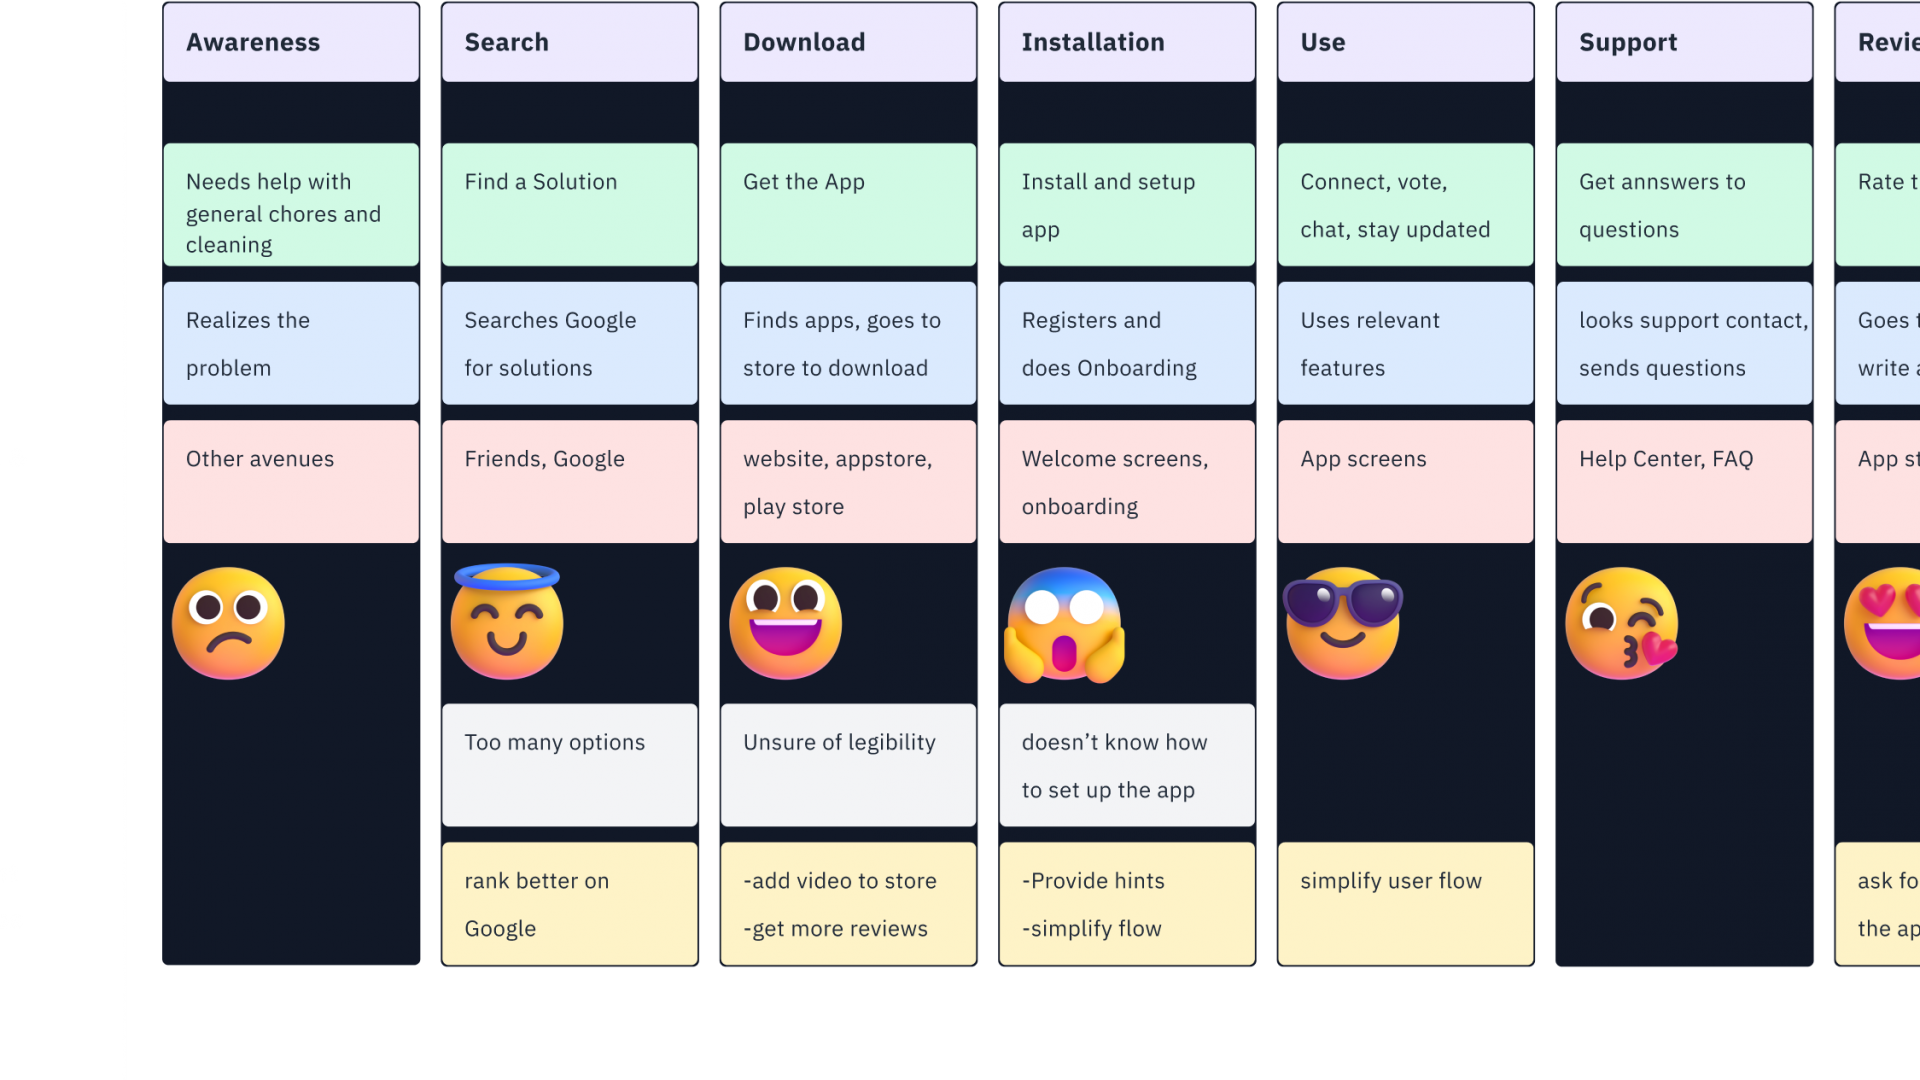 Awareness
Search
Download
Installation
Use
Support
Needs help with
general chores and
cleaning
Find a Solution
Get the App
Install and setup
app
Connect, vote,
chat, stay updated
Get annswers to
questions
Rate
Realizes the
problem
Searches Google
for solutions
Finds apps, goes to
store to download
Registers and
does Onboarding
Uses relevant
features
looks support contact,
sends questions
Goes
write
Other avenues
Friends, Google
website, appstore,
play store
Welcome screens,
onboarding
App screens
Help Center, FAQ
App
Too many options
Unsure of legibility
doesn’t know how
to set up the app
rank better on
Google
-add video to store
-get more reviews
-Provide hints
-simplify flow
simplify user flow
ask
the